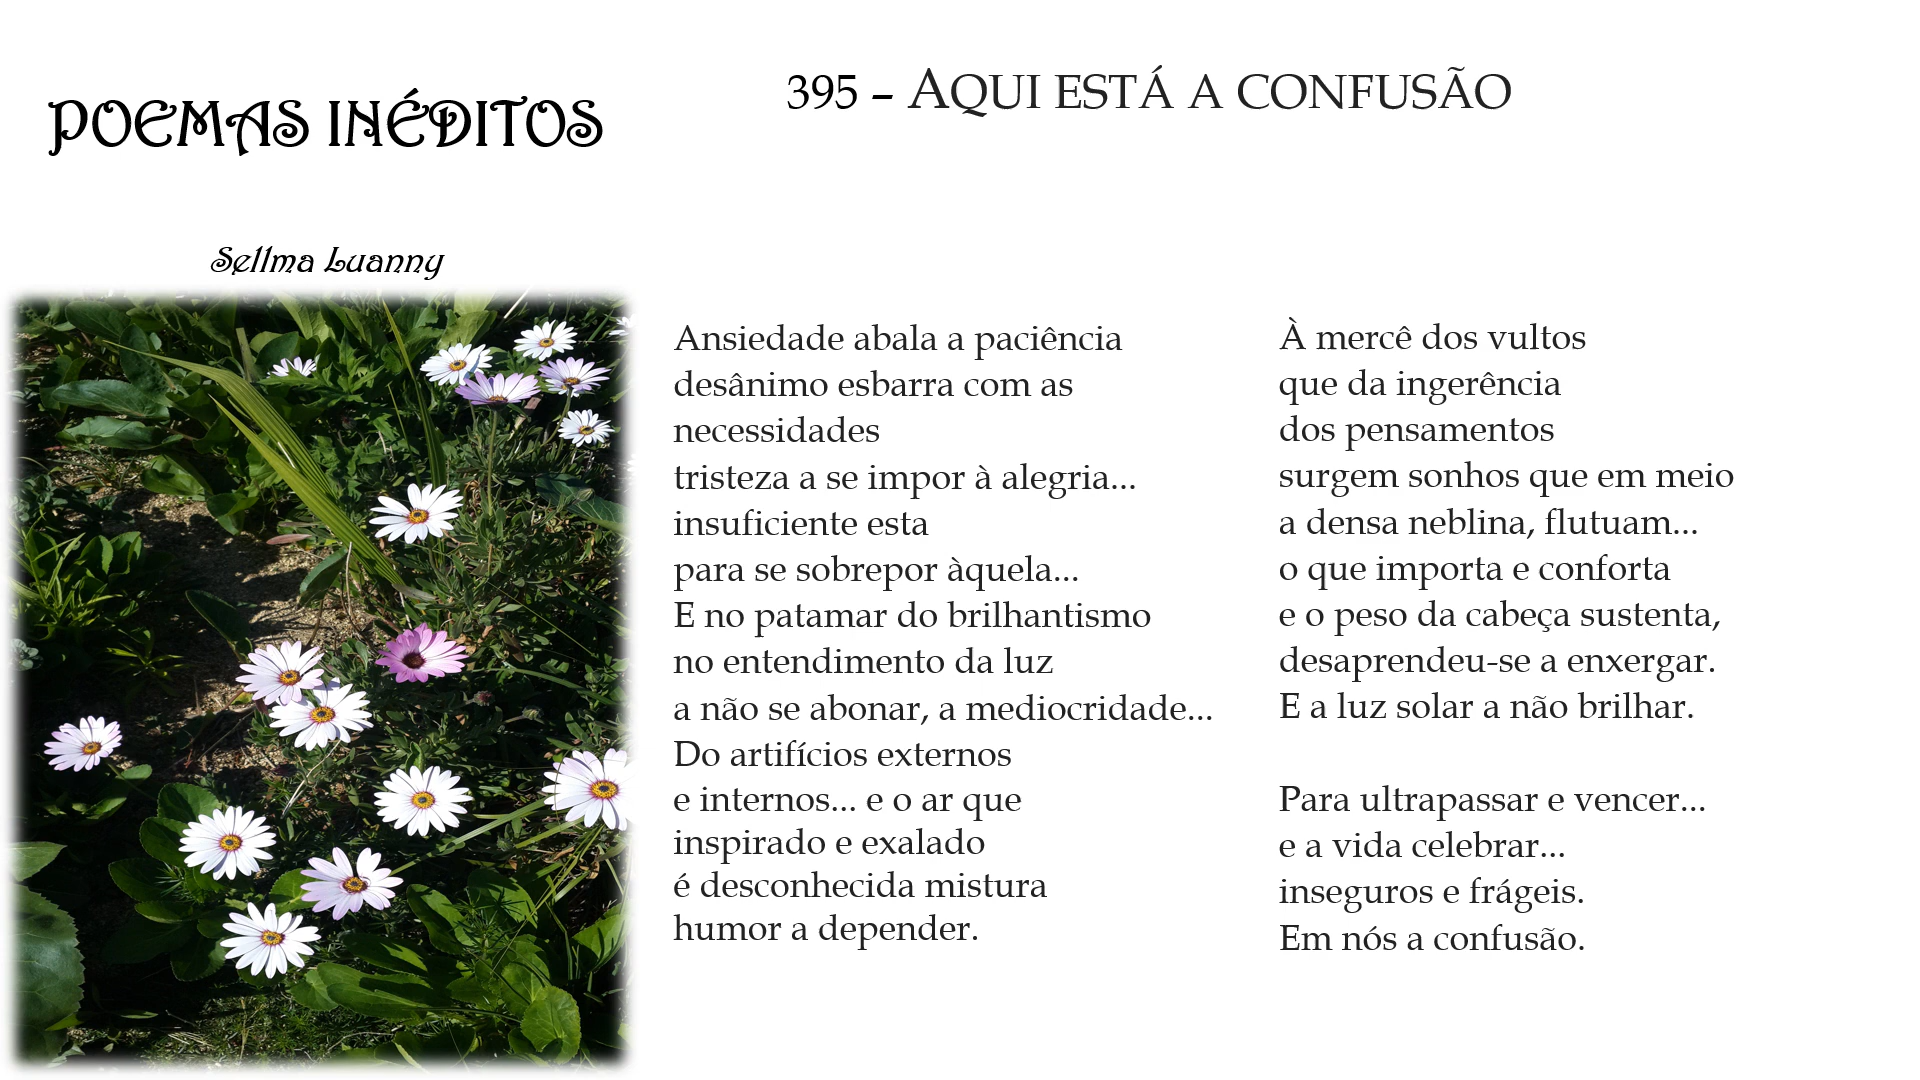 POEMAS INÉDITOS
Sellma Luanny
395 – AQUI ESTÁ A CONFUSÃO
Ansiedade abala a paciência
desânimo esbarra com as
necessidades
tristeza a se impor à alegria...
insuficiente esta
para se sobrepor àquela...
E no patamar do brilhantismo
no entendimento da luz
a não se abonar, a mediocridade...
Do artifícios externos
e internos... e o ar que
inspirado e exalado
é desconhecida mistura
humor a depender.
À mercê dos vultos
que da ingerência
dos pensamentos
surgem sonhos que em meio
a densa neblina, flutuam...
o que importa e conforta
e o peso da cabeça sustenta,
desaprendeu-se a enxergar.
E a luz solar a não brilhar.
Para ultrapassar e vencer...
e a vida celebrar...
inseguros e frágeis.
Em nós a confusão.